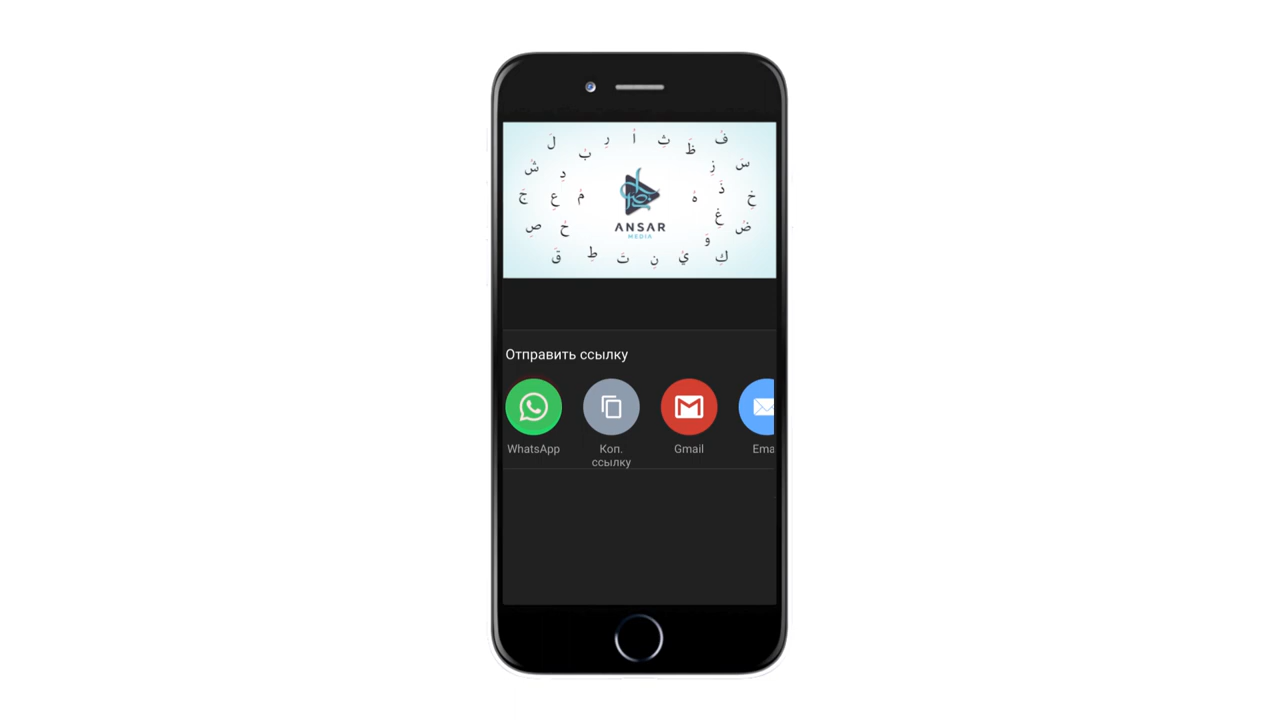 فَ
ثِ
أَ
رِ
لَ
ظَ
بُ
سَ
زِ
شُ
دِ
ذَ
خِ
هُ
مُ
عِ
جَ
غِ
ضُ
حُ
صِ
وَ
ANSAR
MEDIA
كِ
يُ
نِ
تَ
طِ
قَ
Отправить ссылку
WhatsApp
Коп.
ссылку
Gmail
Ema